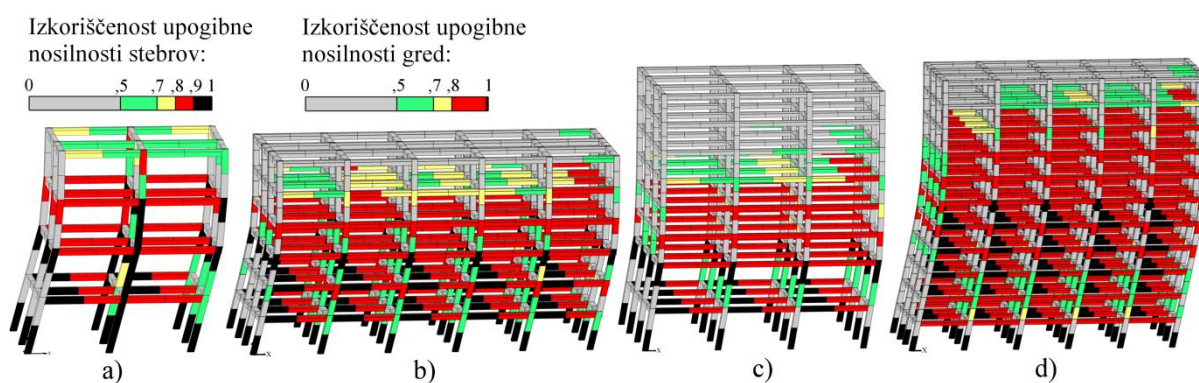 Izkoriščenost upogibne
nosilnosti stebrov:
0 ,5 ,7 ,8 ,9 1
Izkoriščenost upogibne
nosilnosti gred:
0 ,5 ,7 ,8 1
x x x
a) b) c) d)